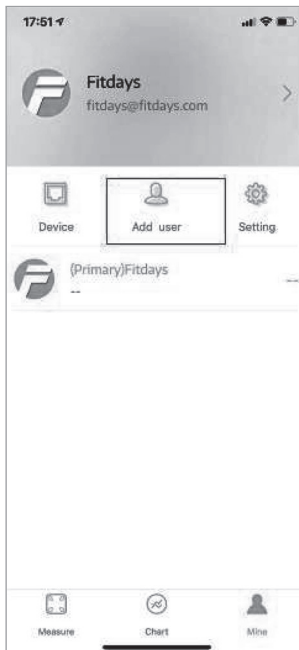 17:51
Fitdays
fitdays@fitdays.com
Device Add user Setting
(Primary)Fitdays
-- --
Measure Chart Mine